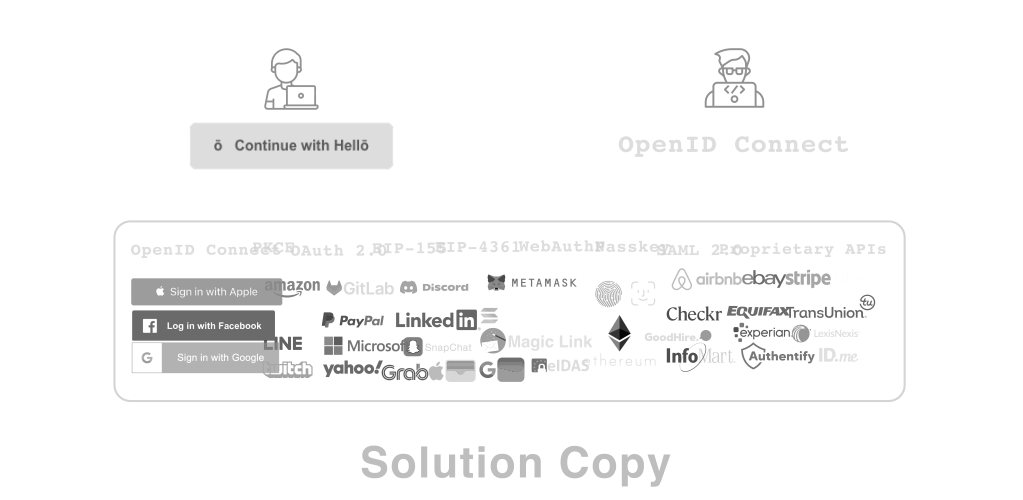 ō Continue with Hellō
OpenID Connect
OpenID Connect PKCE OAuth 2.0 EIP-155 EIP-4361 WebAuthN Passkey SAML 2.0 Proprietary APIs
Sign in with Apple amazon GitLab Discord METAMASK airbnb ebay stripe
Log in with Facebook PayPal LinkedIn Checkr EQUIFAX TransUnion tu
LINE Microsoft SnapChat Magic Link GoodHire experian LexisNexis
G Sign in with Google ethereum InfoMart Authentify ID.me
twitch yahoo! Grab G eIDAS
Solution Copy